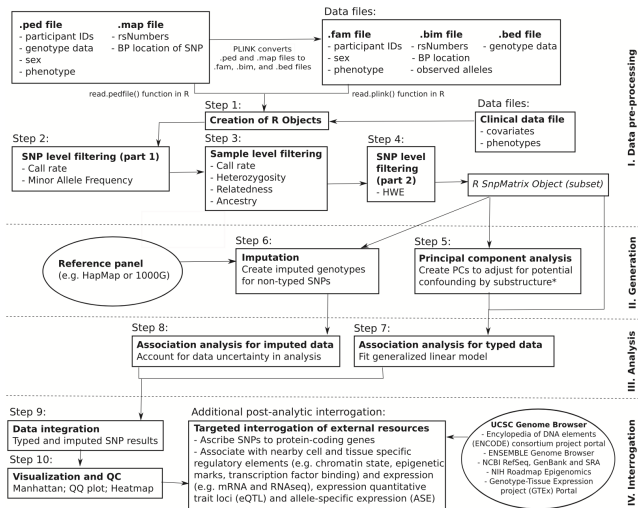 Data files:
.ped file
- participant IDs
- genotype data
- sex
- phenotype
.map file
- rsNumbers
- BP location of SNP
PLINK converts
.ped and .map files to
.fam, .bim, and .bed files
.fam file
- participant IDs
- sex
- phenotype
.bim file
- rsNumbers
- BP location
- observed alleles
.bed file
- genotype data
read.pedfile() function in R
read.plink() function in R
Step 1:
Creation of R Objects
Data files:
Clinical data file
- covariates
- phenotypes
Step 2:
SNP level filtering (part 1)
- Call rate
- Minor Allele Frequency
Step 3:
Sample level filtering
- Call rate
- Heterozygosity
- Relatedness
- Ancestry
Step 4:
SNP level
filtering
(part 2)
- HWE
R SnpMatrix Object (subset)
I. Data pre-processing
Reference panel
(e.g. HapMap or 1000G)
Step 6:
Imputation
Create imputed genotypes
for non-typed SNPs
Step 5:
Principal component analysis
Create PCs to adjust for potential
confounding by substructure*
II. Generation
Step 8:
Association analysis for imputed data
Account for data uncertainty in analysis
Step 7:
Association analysis for typed data
Fit generalized linear model
III. Analysis
Step 9:
Data integration
Typed and imputed SNP results
Step 10:
Visualization and QC
Manhattan; QQ plot; Heatmap
Additional post-analytic interrogation:
Targeted interrogation of external resources
- Ascribe SNPs to protein-coding genes
- Associate with nearby cell and tissue specific
regulatory elements (e.g. chromatin state, epigenetic
marks, transcription factor binding) and expression
(e.g. mRNA and RNAseq), expression quantitative
trait loci (eQTL) and allele-specific expression (ASE)
UCSC Genome Browser
- Encylopedia of DNA elements
(ENCODE) consortium project portal
- ENSEMBLE Genome Browser
- NCBI RefSeq, GenBank and SRA
- NIH Roadmap Epigenomics
- Genotype-Tissue Expression
project (GTEx) Portal
IV. Interrogation